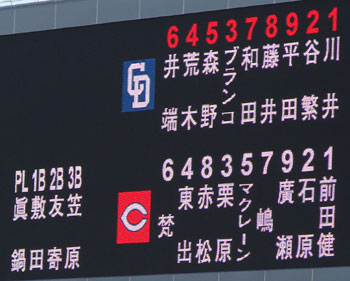 645378921
井端
荒木
森野
ブランコ
和田
藤井
平田
谷繁
川井
CD
PL 1B 2B 3B
眞鍋
敷田
友寄
笠原
C
648357921
梵
東出
赤松
栗原
マクレーン
嶋
廣瀬
石原
前田健